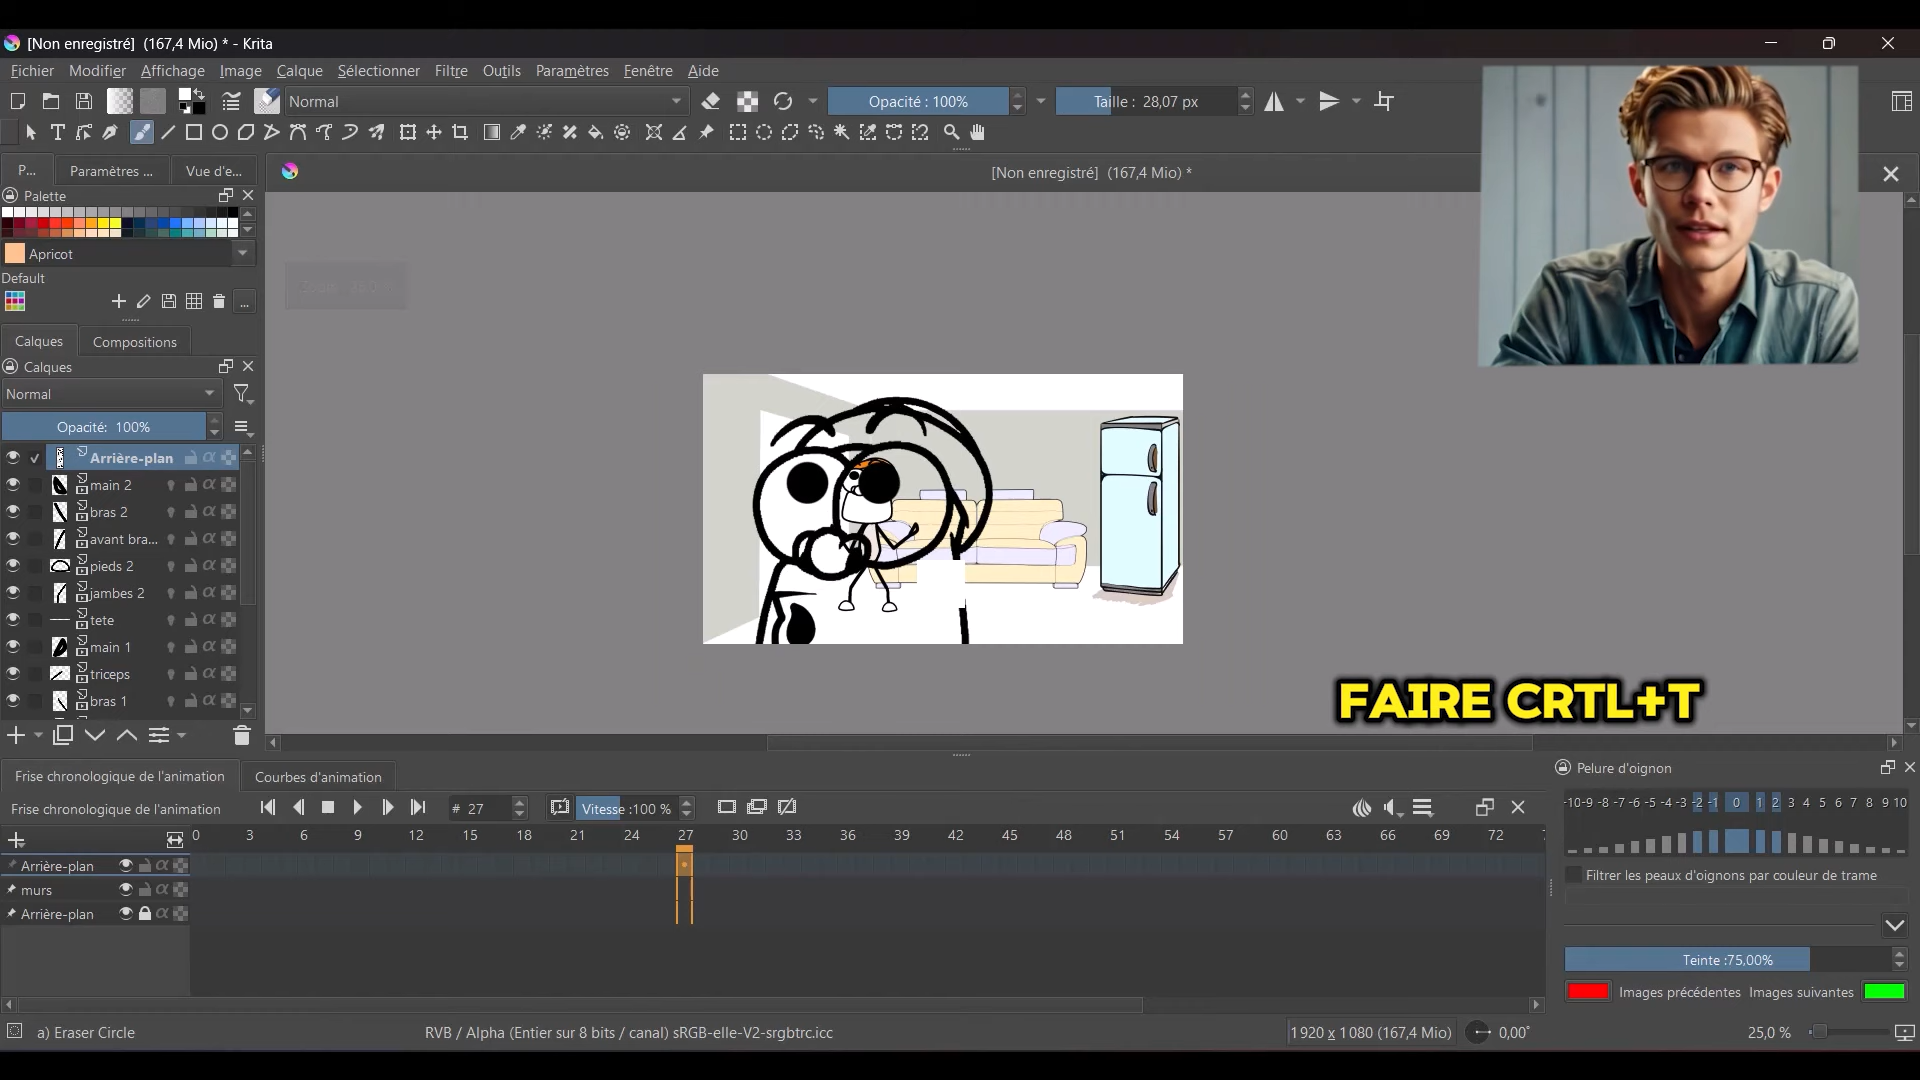 [Non enregistré]  (167,4 Mio) * - Krita
Fichier Modifier Affichage Image Calque Sélectionner Filtre Outils Paramètres Fenêtre Aide
Normal Opacité : 100% Taille : 28,07 px
P... Paramètres ... Vue d'e...
[Non enregistré]  (167,4 Mio) *
Palette
Apricot
Default
...
Calques Compositions
Calques
Normal
Opacité: 100%
Arrière-plan
main 2
bras 2
avant bra...
pieds 2
jambes 2
tete
main 1
triceps
bras 1
FAIRE CRTL+T
Frise chronologique de l'animation Courbes d'animation
Pelure d'oignon
Frise chronologique de l'animation # 27 Vitesse :100 %
-10 -9 -8 -7 -6 -5 -4 -3 -2 -1 0 1 2 3 4 5 6 7 8 9 10
0 3 6 9 12 15 18 21 24 27 30 33 36 39 42 45 48 51 54 57 60 63 66 69 72
Arrière-plan
murs
Arrière-plan
Filtrer les peaux d'oignons par couleur de trame
Teinte :75,00%
Images précédentes Images suivantes
a) Eraser Circle
RVB / Alpha (Entier sur 8 bits / canal) sRGB-elle-V2-srgbtrc.icc
1 920 x 1 080 (167,4 Mio) 0,00° 25,0 %